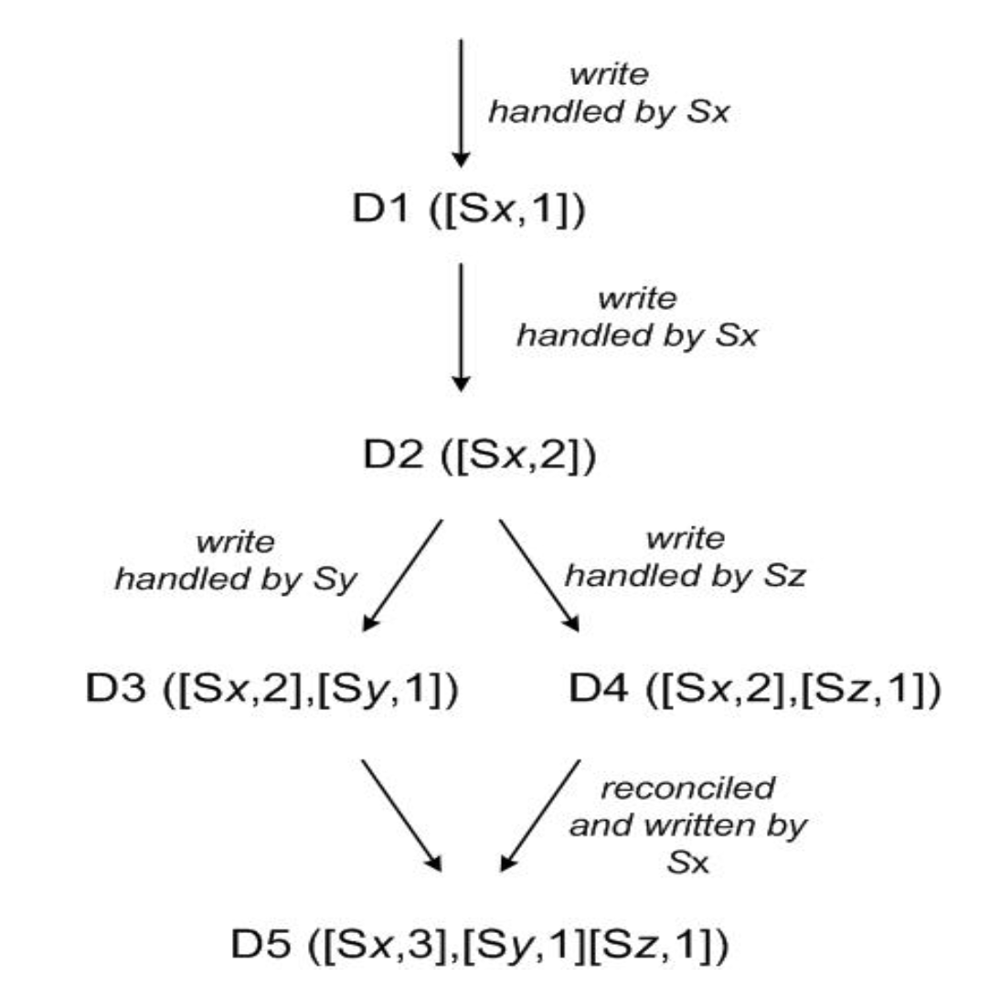 write
handled by Sx
D1 ([Sx,1])
write
handled by Sx
D2 ([Sx,2])
write
handled by Sy
write
handled by Sz
D3 ([Sx,2],[Sy,1])
D4 ([Sx,2],[Sz,1])
reconciled
and written by
Sx
D5 ([Sx,3],[Sy,1][Sz,1])